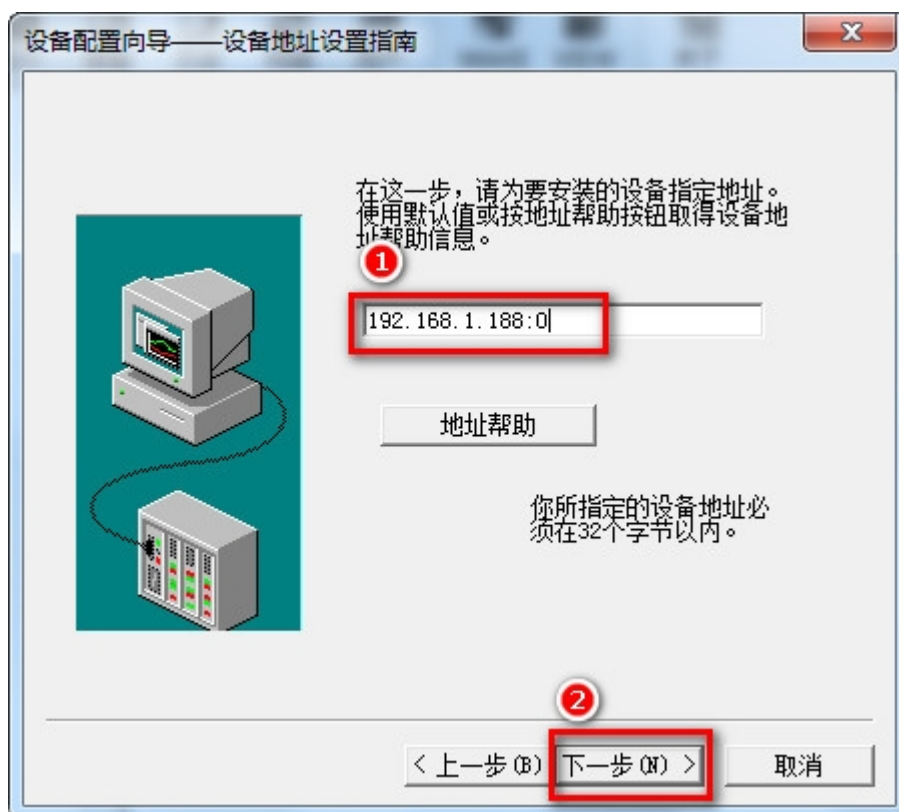 设备配置向导——设备地址设置指南
在这一步，请为要安装的设备指定地址。
使用默认值或按地址帮助按钮取得设备地
址帮助信息。
1
192.168.1.188:0
地址帮助
你所指定的设备地址必
须在32个字节以内。
2
< 上一步(B)
下一步(N) >
取消